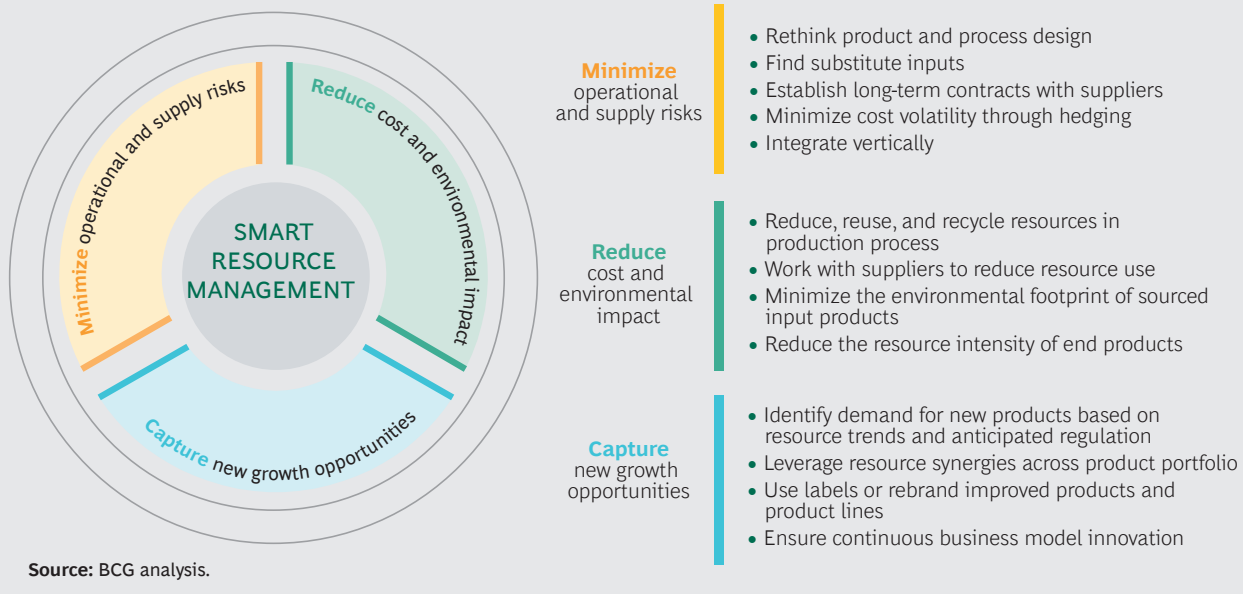 Minimize operational and supply risks
Reduce cost and environmental impact
Capture new growth opportunities
SMART
RESOURCE
MANAGEMENT
Minimize
operational
and supply risks
• Rethink product and process design
• Find substitute inputs
• Establish long-term contracts with suppliers
• Minimize cost volatility through hedging
• Integrate vertically
Reduce
cost and
environmental
impact
• Reduce, reuse, and recycle resources in
production process
• Work with suppliers to reduce resource use
• Minimize the environmental footprint of sourced
input products
• Reduce the resource intensity of end products
Capture
new growth
opportunities
• Identify demand for new products based on
resource trends and anticipated regulation
• Leverage resource synergies across product portfolio
• Use labels or rebrand improved products and
product lines
• Ensure continuous business model innovation
Source: BCG analysis.